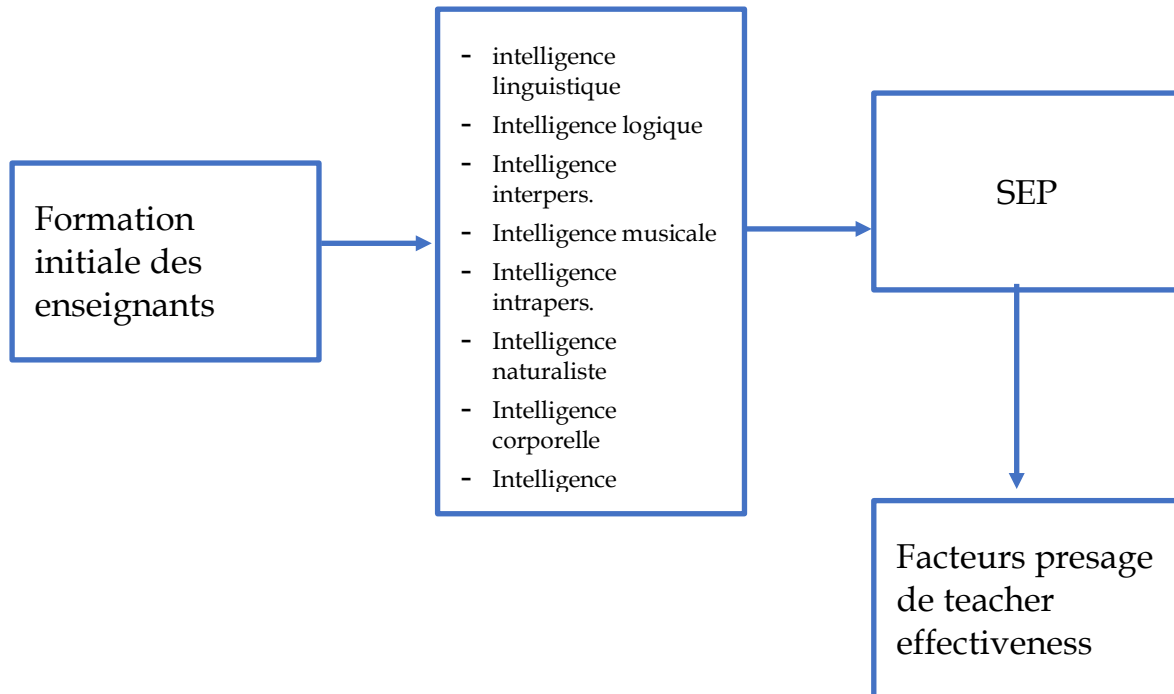 Formation
initiale des
enseignants
- intelligence
linguistique
- Intelligence logique
- Intelligence
interpers.
- Intelligence musicale
- Intelligence
intrapers.
- Intelligence
naturaliste
- Intelligence
corporelle
- Intelligence
SEP
Facteurs presage
de teacher
effectiveness